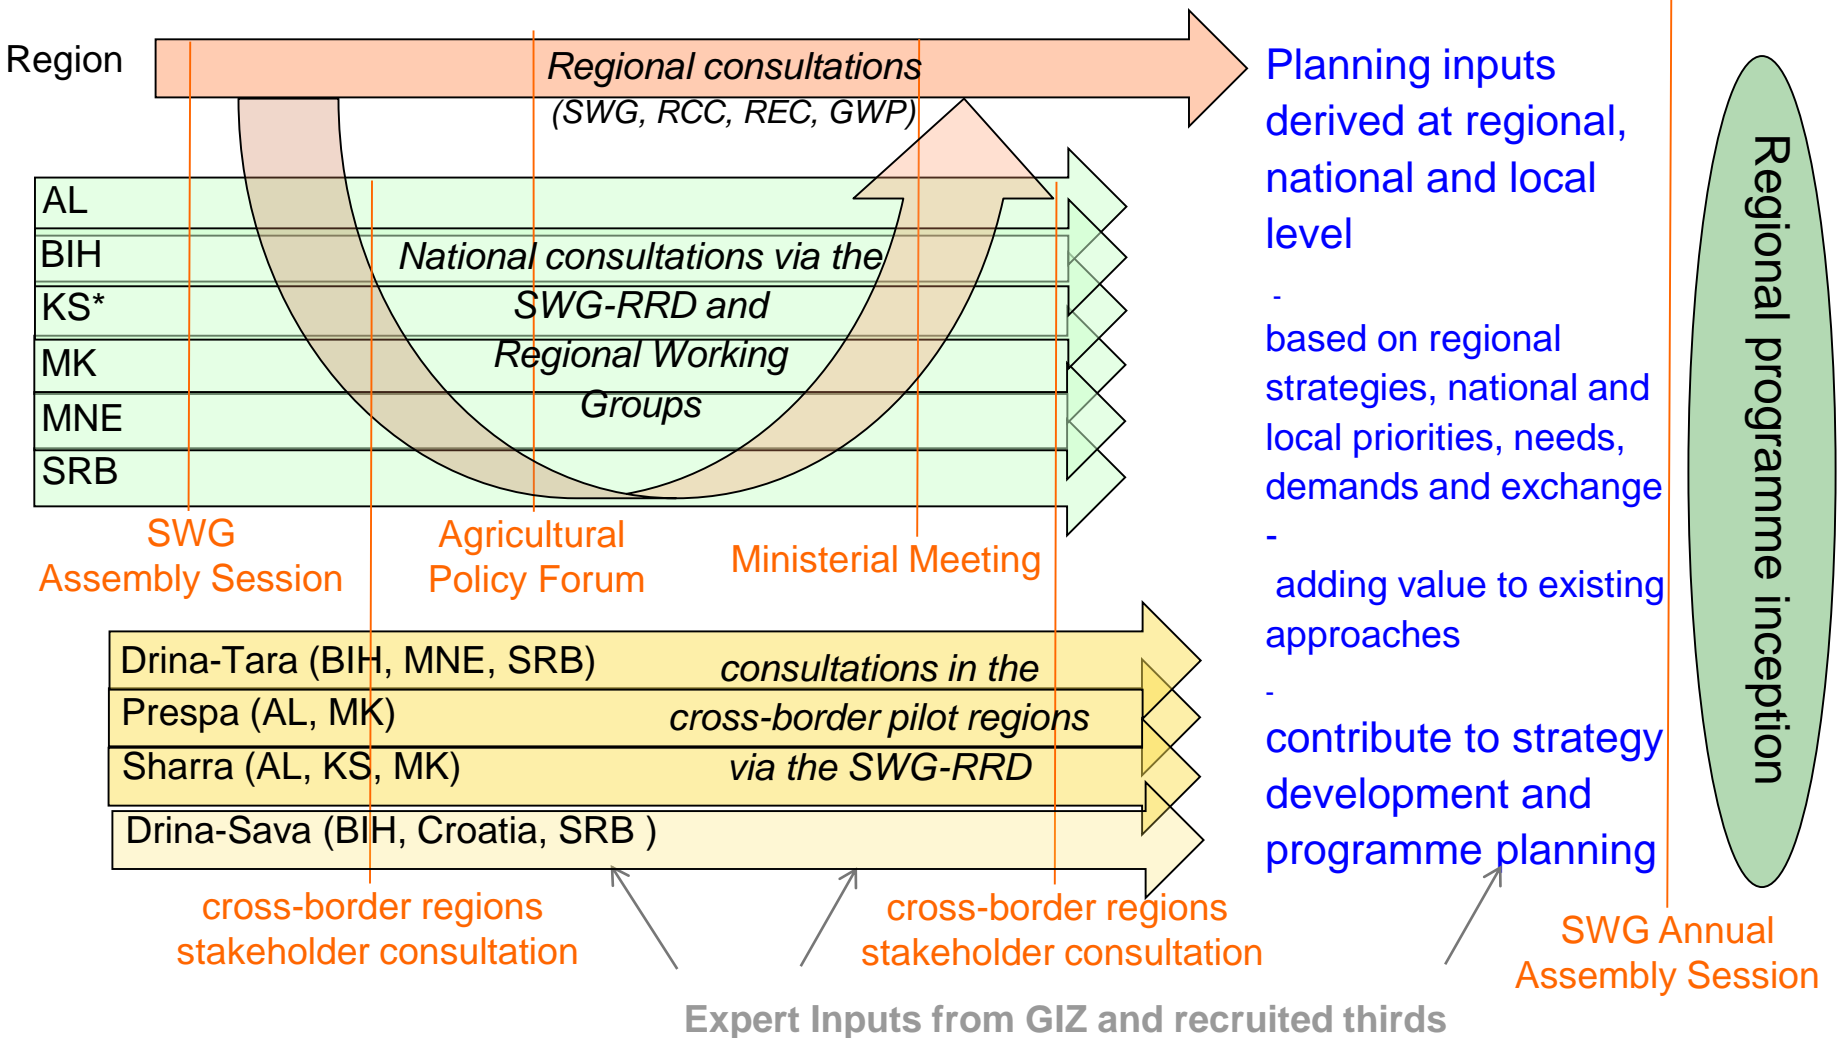 Region
Regional consultations
(SWG, RCC, REC, GWP)
AL
BIH
KS*
MK
MNE
SRB
National consultations via the
SWG-RRD and
Regional Working
Groups
SWG
Assembly Session
Agricultural
Policy Forum
Ministerial Meeting
Drina-Tara (BIH, MNE, SRB)
Prespa (AL, MK)
Sharra (AL, KS, MK)
Drina-Sava (BIH, Croatia, SRB )
consultations in the
cross-border pilot regions
via the SWG-RRD
cross-border regions
stakeholder consultation
cross-border regions
stakeholder consultation
Expert Inputs from GIZ and recruited thirds
Planning inputs
derived at regional,
national and local
level
-
based on regional
strategies, national and
local priorities, needs,
demands and exchange
-
adding value to existing
approaches
-
contribute to strategy
development and
programme planning
SWG Annual
Assembly Session
Regional programme inception